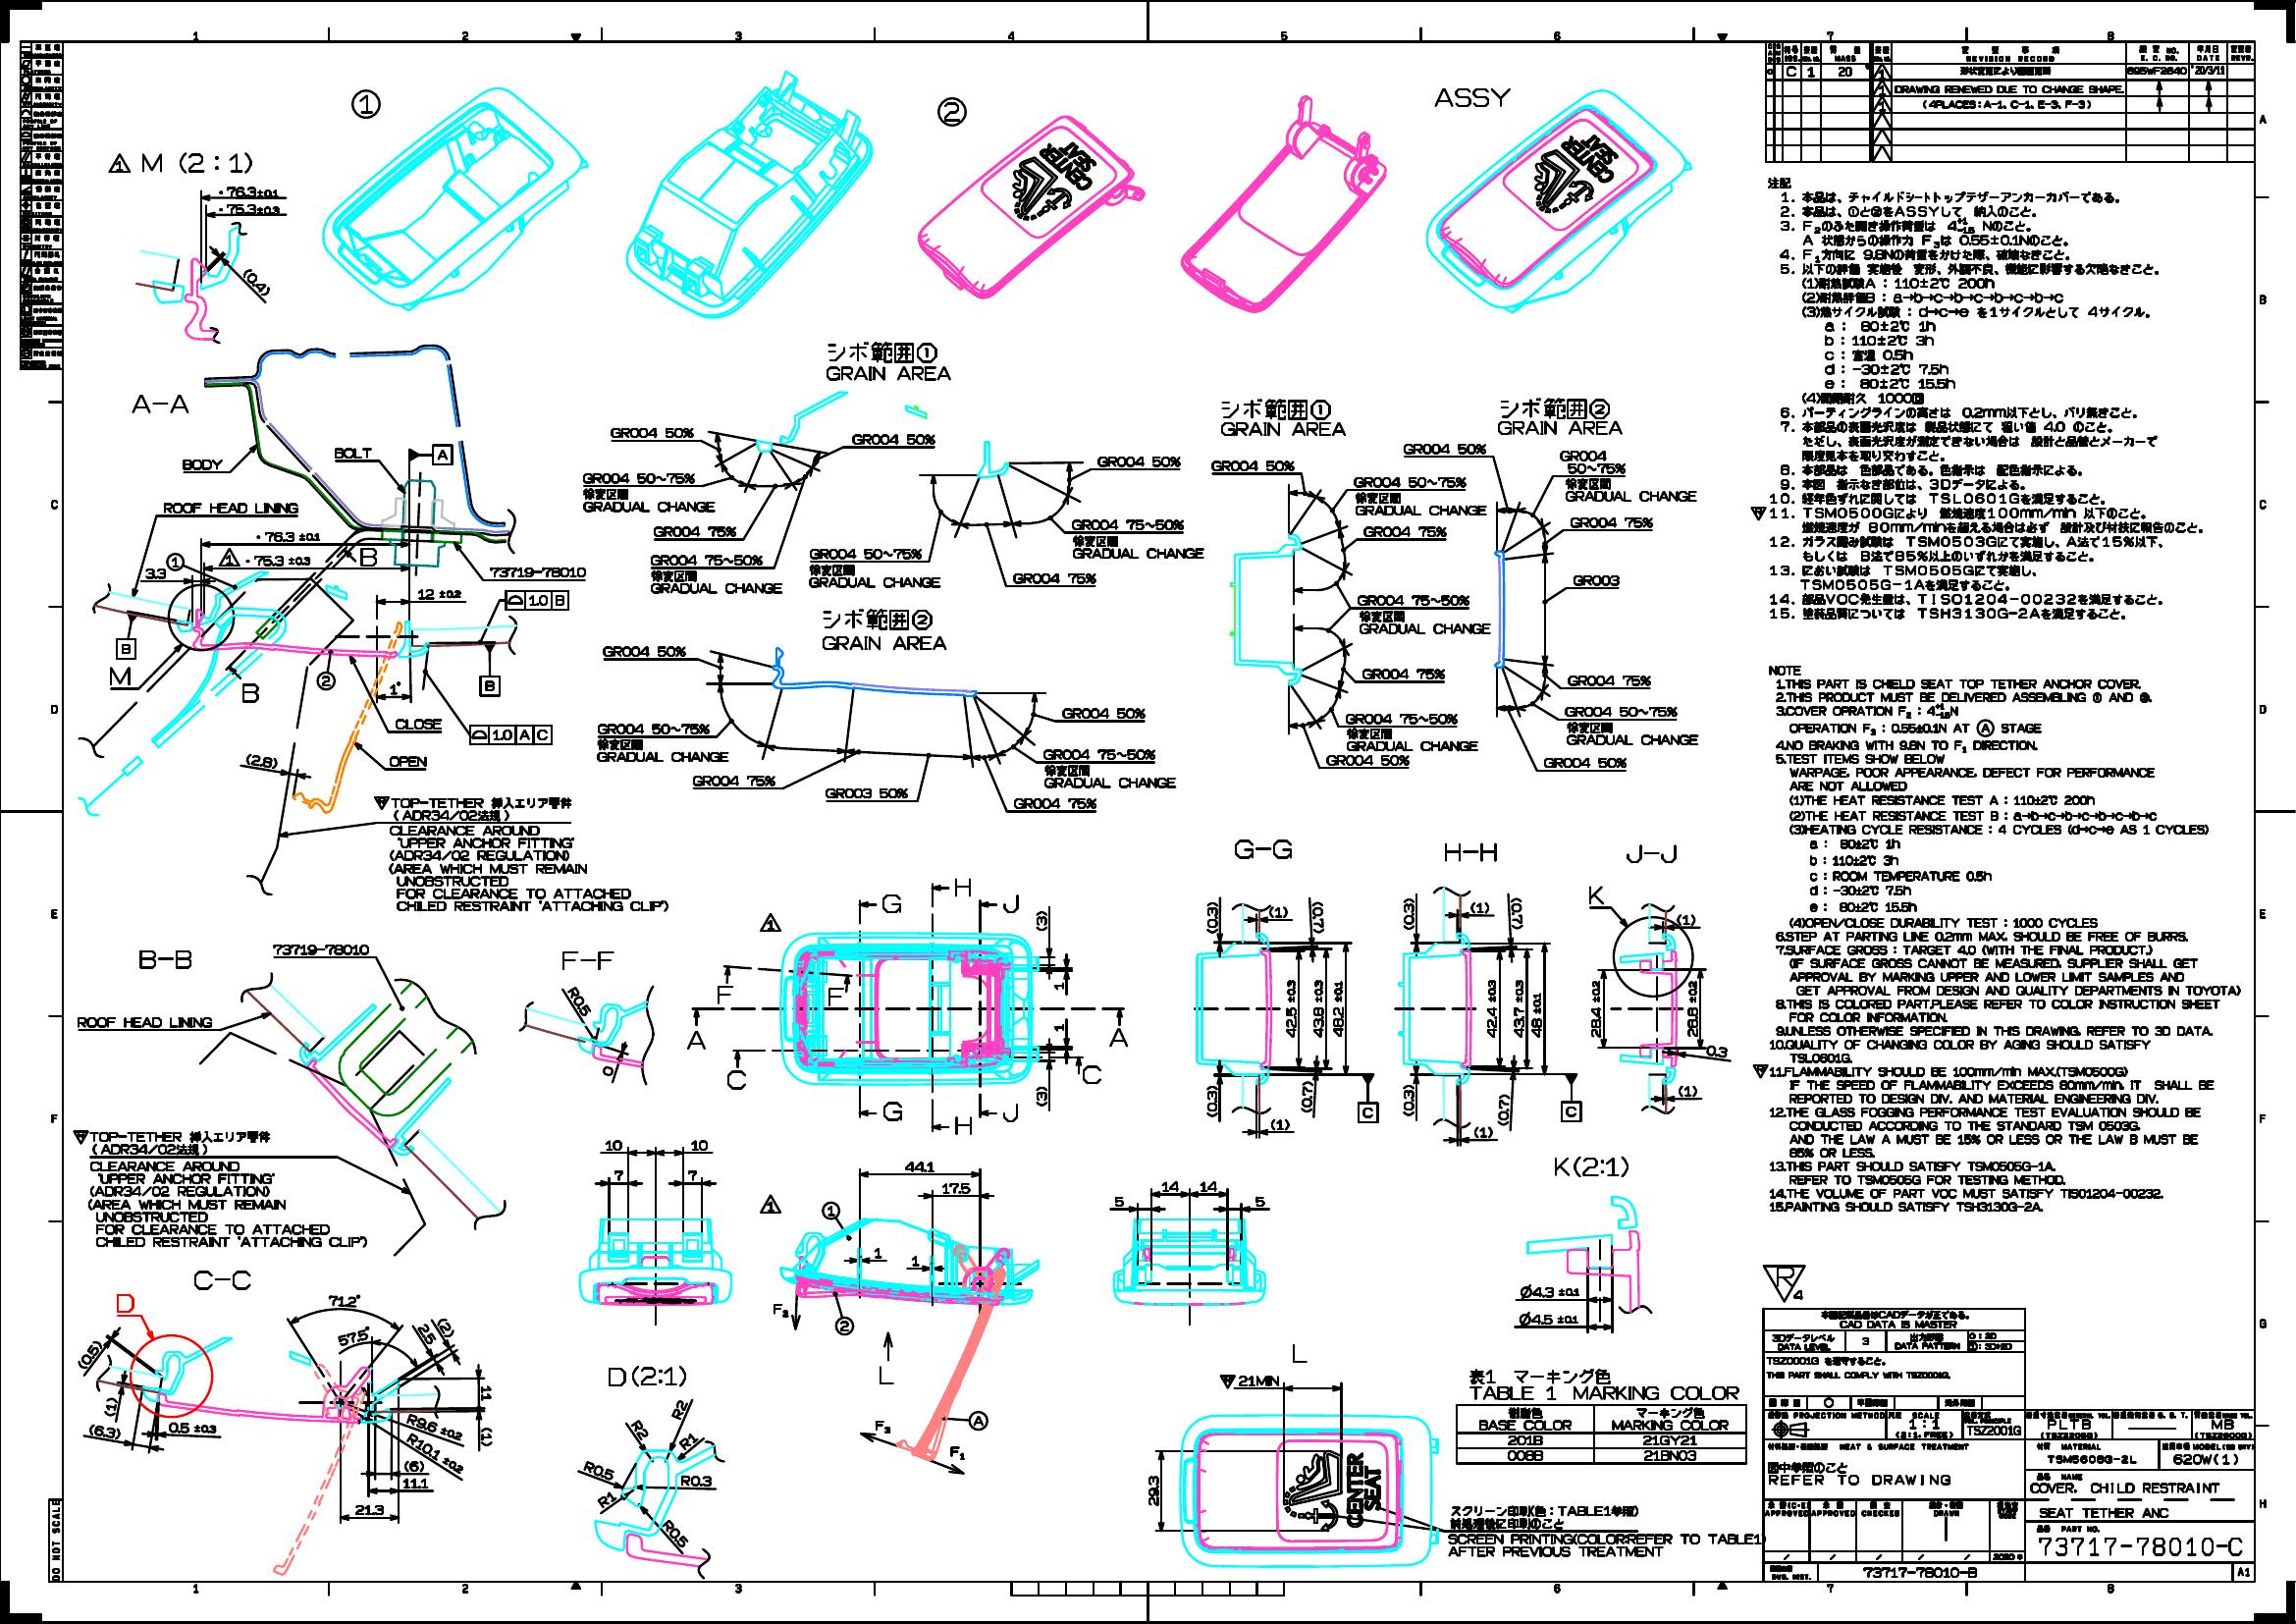 1
2
3
4
5
6
7
8
A
B
C
D
E
F
G
H
DO NOT SCALE
①
②
ASSY
M (2:1)
・76.3±0.1
・75.3±0.3
(0.4)
A-A
BODY
BOLT
A
ROOF HEAD LINING
・76.3 ±0.1
・75.3 ±0.3
3.3
①
B
73719-78010
12 ±0.2
1.0 B
B
M
B
②
B
1°
CLOSE
1.0 A C
(2.8)
OPEN
TOP-TETHER 挿入エリア要件
(ADR34/02法規)
CLEARANCE AROUND
'UPPER ANCHOR FITTING'
(ADR34/02 REGULATION)
(AREA WHICH MUST REMAIN
UNOBSTRUCTED
FOR CLEARANCE TO ATTACHED
CHILED RESTRAINT 'ATTACHING CLIP')
シボ範囲①
GRAIN AREA
GR004 50%
GR004 50%
GR004 50~75%
徐変区間
GRADUAL CHANGE
GR004 75%
GR004 75~50%
徐変区間
GRADUAL CHANGE
GR004 50%
GR004 50~75%
徐変区間
GRADUAL CHANGE
GR004 75~50%
徐変区間
GRADUAL CHANGE
GR004 75%
シボ範囲②
GRAIN AREA
GR004 50%
GR004 50~75%
徐変区間
GRADUAL CHANGE
GR004 75%
GR003 50%
GR004 50%
GR004 75~50%
徐変区間
GRADUAL CHANGE
GR004 75%
シボ範囲①
GRAIN AREA
GR004 50%
GR004 50~75%
徐変区間
GRADUAL CHANGE
GR004 75%
GR004 75~50%
徐変区間
GRADUAL CHANGE
GR004 75%
GR004 75~50%
徐変区間
GRADUAL CHANGE
GR004 50%
シボ範囲②
GRAIN AREA
GR004 50%
GR004
50~75%
徐変区間
GRADUAL CHANGE
GR004 75%
GR003
GR004 75%
GR004 50~75%
徐変区間
GRADUAL CHANGE
GR004 50%
B-B
73719-78010
ROOF HEAD LINING
TOP-TETHER 挿入エリア要件
(ADR34/02法規)
CLEARANCE AROUND
'UPPER ANCHOR FITTING'
(ADR34/02 REGULATION)
(AREA WHICH MUST REMAIN
UNOBSTRUCTED
FOR CLEARANCE TO ATTACHED
CHILED RESTRAINT 'ATTACHING CLIP')
F-F
R0.5
0
G
H
J
(3)
1
F
F
A
A
1
C
C
(3)
G
H
J
G-G
(0.3)
(1)
(0.7)
42.5 ±0.3
43.8 ±0.3
48.2 ±0.1
(0.3)
(0.7)
(1)
C
H-H
(0.3)
(1)
(0.7)
42.4 ±0.3
43.7 ±0.3
48 ±0.1
(0.3)
(0.7)
(1)
C
J-J
K
(1)
28.4 ±0.2
28.8 ±0.2
0.3
(1)
10
10
7
7
44.1
17.5
①
1
1
F₂
②
L
A
F₃
F₁
14
14
5
5
K(2:1)
Ø4.3 ±0.1
Ø4.5 ±0.1
C-C
D
71.2°
57.5°
(2)
2.5
(0.5)
(1)
(6.3)
0.5 ±0.3
11
(1)
R9.6 ±0.2
R10.1 ±0.2
(6)
11.1
21.3
D(2:1)
R2
R2
R1
R0.5
R0.3
R1
R0.5
L
21MIN
29.3
CENTER
SEAT
表1 マーキング色
TABLE 1 MARKING COLOR
樹脂色 マーキング色
BASE COLOR MARKING COLOR
201B 21GY21
008B 21BN03
スクリーン印刷(色:TABLE1参照)
前処理後に印刷のこと
SCREEN PRINTING(COLORREFER TO TABLE1)
AFTER PREVIOUS TREATMENT
MASS
REVISION RECORD
E. C. NO.
DATE
REVR.
C 1 20
形状変更により図面更新
695WF2640 '20/3/11
DRAWING RENEWED DUE TO CHANGE SHAPE.
(4PLACES:A-1, C-1, E-3, F-3)
注記
1. 本品は、チャイルドシートトップテザーアンカーカバーである。
2. 本品は、①と②をASSYして 納入のこと。
3. F₂のふた開き操作荷重は Nのこと。
A 状態からの操作力 F₃は 0.55±0.1Nのこと。
4. F₁方向に 9.8Nの荷重をかけた際、破壊なきこと。
5. 以下の評価 実施後 変形、外観不良、機能に影響する欠陥なきこと。
(1)耐熱試験A:110±2℃ 200h
(2)耐熱評価B:a→b→c→b→c→b→c→b→c
(3)熱サイクル試験:d→c→e を1サイクルとして 4サイクル。
a: 80±2℃ 1h
b:110±2℃ 3h
c:室温 0.5h
d:-30±2℃ 7.5h
e: 80±2℃ 15.5h
(4)開閉耐久 1000回
6. パーティングラインの高さは 0.2mm以下とし、バリ無きこと。
7. 本部品の表面光沢度は 製品状態にて 狙い値 4.0 のこと。
ただし、表面光沢度が測定できない場合は 設計と品管とメーカーで
限度見本を取り交わすこと。
8. 本部品は 色部品である。色指示は 配色指示による。
9. 本図 指示なき部位は、3Dデータによる。
10. 経年色ずれに関しては TSL0601Gを満足すること。
11. TSM0500Gにより 燃焼速度100mm/min 以下のこと。
燃焼速度が 80mm/minを超える場合は必ず 設計及び材技に報告のこと。
12. ガラス曇り試験は TSM0503Gにて実施し、A法で15%以下、
もしくは B法で85%以上のいずれかを満足すること。
13. におい試験は TSM0505Gにて実施し、
TSM0505G-1Aを満足すること。
14. 部品VOC発生量は、TIS01204-00232を満足すること。
15. 塗装品質については TSH3130G-2Aを満足すること。
NOTE
1.THIS PART IS CHIELD SEAT TOP TETHER ANCHOR COVER.
2.THIS PRODUCT MUST BE DELIVERED ASSEMBLING ① AND ②.
3.COVER OPRATION F₂ :
OPERATION F₃ : 0.55±0.1N AT Ⓐ STAGE
4.NO BRAKING WITH 9.8N TO F₁ DIRECTION.
5.TEST ITEMS SHOW BELOW
WARPAGE, POOR APPEARANCE, DEFECT FOR PERFORMANCE
ARE NOT ALLOWED
(1)THE HEAT RESISTANCE TEST A : 110±2℃ 200h
(2)THE HEAT RESISTANCE TEST B : a→b→c→b→c→b→c→b→c
(3)HEATING CYCLE RESISTANCE : 4 CYCLES (d→c→e AS 1 CYCLES)
a : 80±2℃ 1h
b : 110±2℃ 3h
c : ROOM TEMPERATURE 0.5h
d : -30±2℃ 7.5h
e : 80±2℃ 15.5h
(4)OPEN/CLOSE DURABILITY TEST : 1000 CYCLES
6.STEP AT PARTING LINE 0.2mm MAX. SHOULD BE FREE OF BURRS.
7.SURFACE GROSS : TARGET 4.0 (WITH THE FINAL PRODUCT.)
(IF SURFACE GROSS CANNOT BE MEASURED, SUPPLIER SHALL GET
APPROVAL BY MARKING UPPER AND LOWER LIMIT SAMPLES AND
GET APPROVAL FROM DESIGN AND QUALITY DEPARTMENTS IN TOYOTA)
8.THIS IS COLORED PART,PLEASE REFER TO COLOR INSTRUCTION SHEET
FOR COLOR INFORMATION.
9.UNLESS OTHERWISE SPECIFIED IN THIS DRAWING, REFER TO 3D DATA.
10.QUALITY OF CHANGING COLOR BY AGING SHOULD SATISFY
TSL0601G.
11.FLAMMABILITY SHOULD BE 100mm/min MAX.(TSM0500G)
IF THE SPEED OF FLAMMABILITY EXCEEDS 80mm/min, IT SHALL BE
REPORTED TO DESIGN DIV. AND MATERIAL ENGINEERING DIV.
12.THE GLASS FOGGING PERFORMANCE TEST EVALUATION SHOULD BE
CONDUCTED ACCORDING TO THE STANDARD TSM 0503G.
AND THE LAW A MUST BE 15% OR LESS OR THE LAW B MUST BE
85% OR LESS.
13.THIS PART SHOULD SATISFY TSM0505G-1A.
REFER TO TSM0505G FOR TESTING METHOD.
14.THE VOLUME OF PART VOC MUST SATISFY TIS01204-00232.
15.PAINTING SHOULD SATISFY TSH3130G-2A.
R
4
CAD DATA IS MASTER
3Dデータレベル
DATA LEVEL
3
DATA PATTERN
TSZ0001G を遵守すること。
THIS PART SHALL COMPLY WITH TSZ0001G.
PROJECTION METHOD
SCALE
1:1
(2:1, FREE)
TSZ2001G
PLTB
MB
HEAT & SURFACE TREATMENT
図中参照のこと
REFER TO DRAWING
材質 MATERIAL
TSM5608G-2L
620W(1)
品名 NAME
COVER, CHILD RESTRAINT
SEAT TETHER ANC
APPROVED APPROVED CHECKED DRAWN
品番 PART NO.
73717-78010-C
73717-78010-B
A1